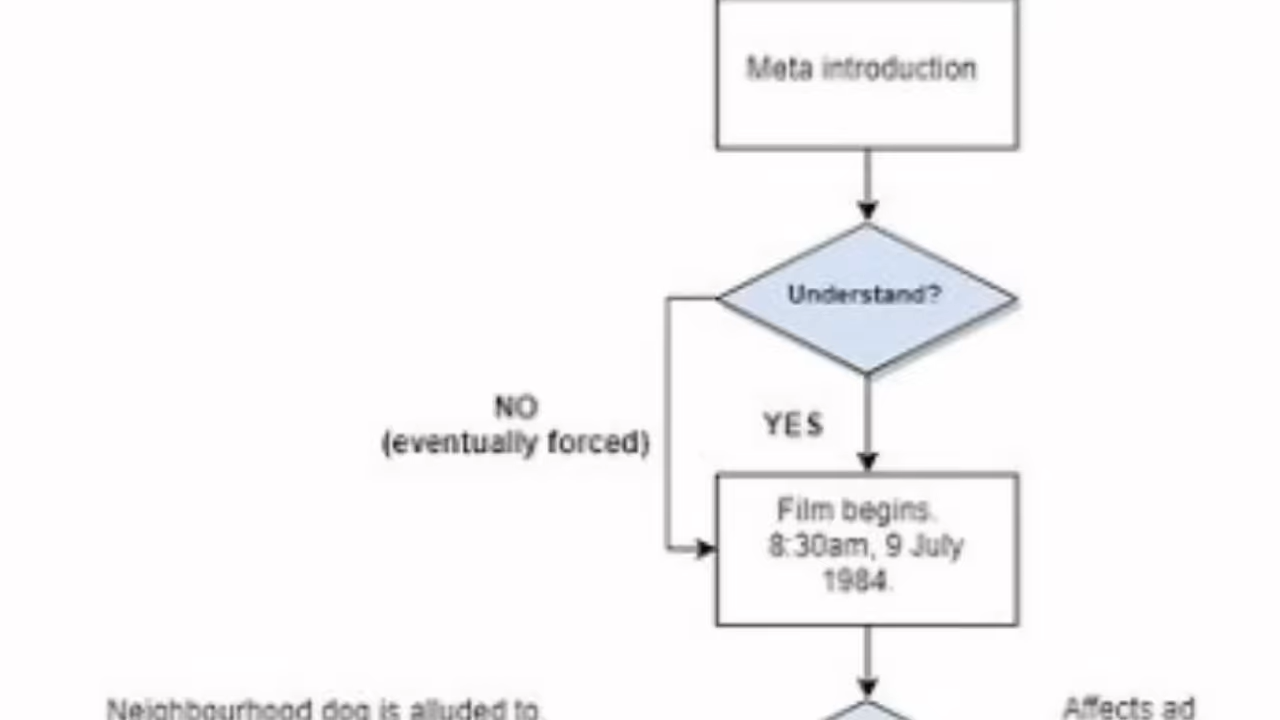 Meta introduction
Understand?
NO
(eventually forced)
YES
Film begins.
8:30am, 9 July
1984.
Neighbourhood dog is alluded to.
Affects ad